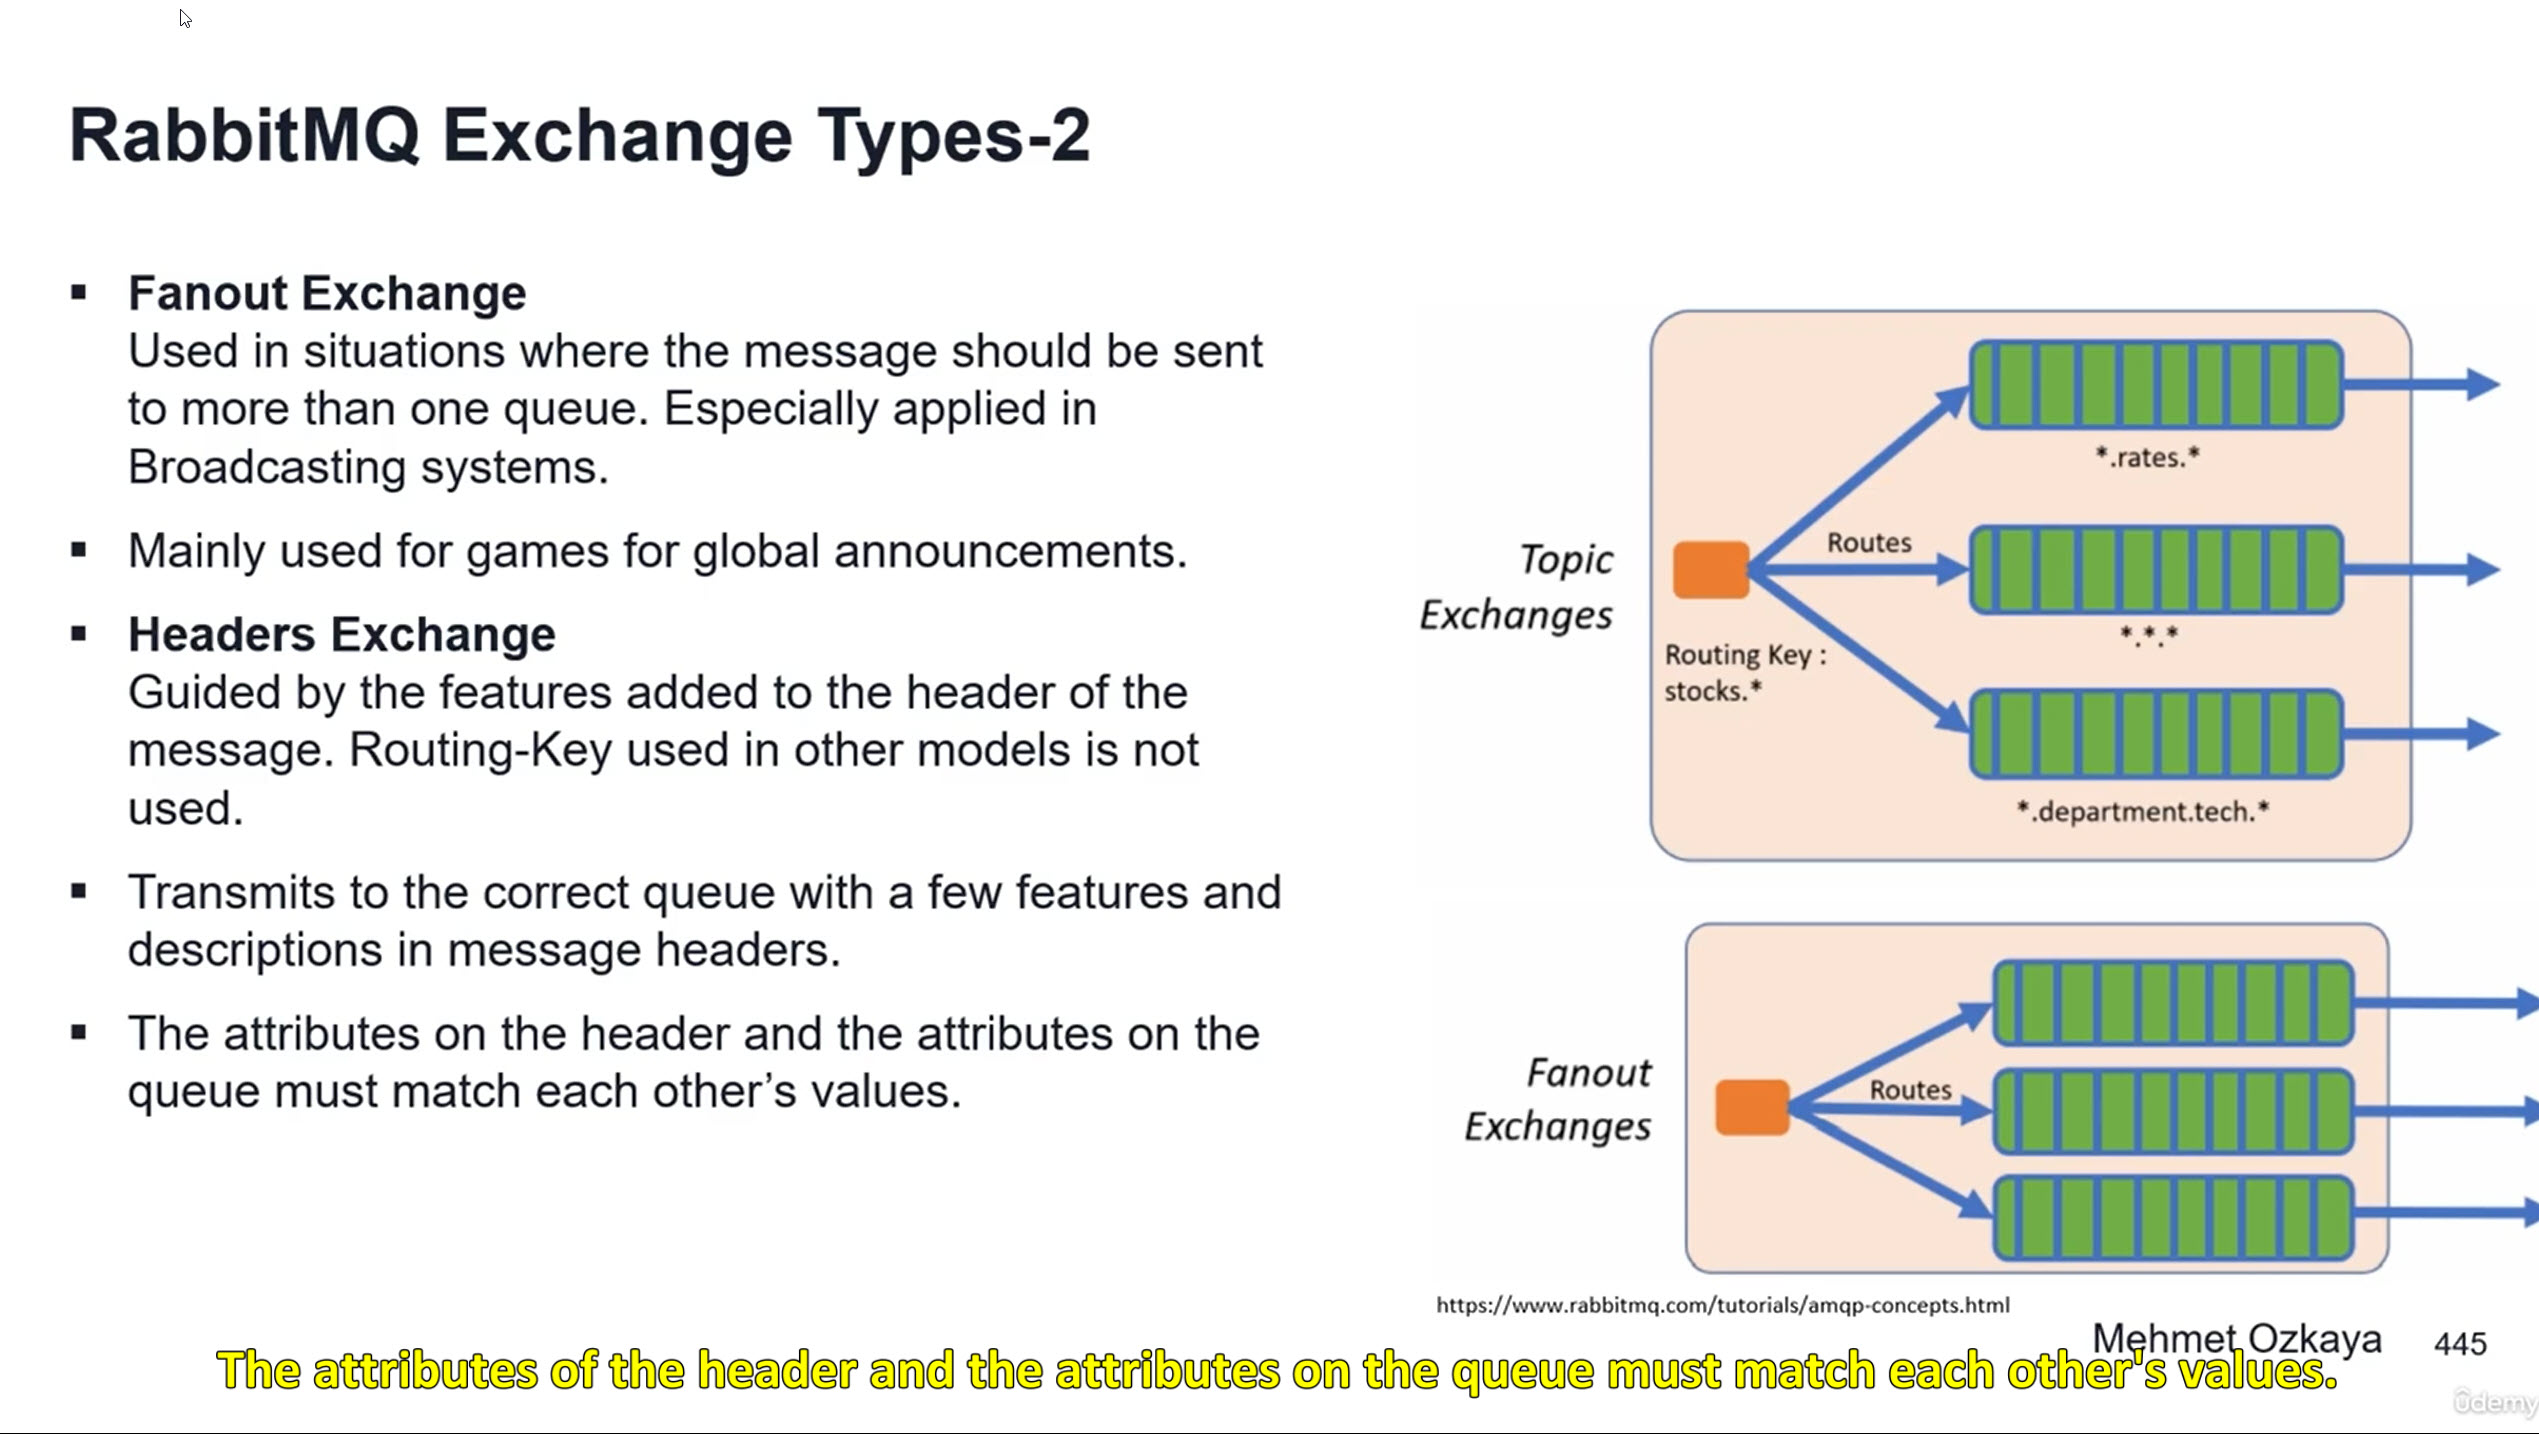 RabbitMQ Exchange Types-2
▪ Fanout Exchange
Used in situations where the message should be sent
to more than one queue. Especially applied in
Broadcasting systems.
▪ Mainly used for games for global announcements.
▪ Headers Exchange
Guided by the features added to the header of the
message. Routing-Key used in other models is not
used.
▪ Transmits to the correct queue with a few features and
descriptions in message headers.
▪ The attributes on the header and the attributes on the
queue must match each other’s values.
Topic
Exchanges
Routes
Routing Key :
stocks.*
*.rates.*
*.*.*
*.department.tech.*
Fanout
Exchanges
Routes
https://www.rabbitmq.com/tutorials/amqp-concepts.html
Mehmet Ozkaya 445
The attributes of the header and the attributes on the queue must match each other's values.
ûdemy